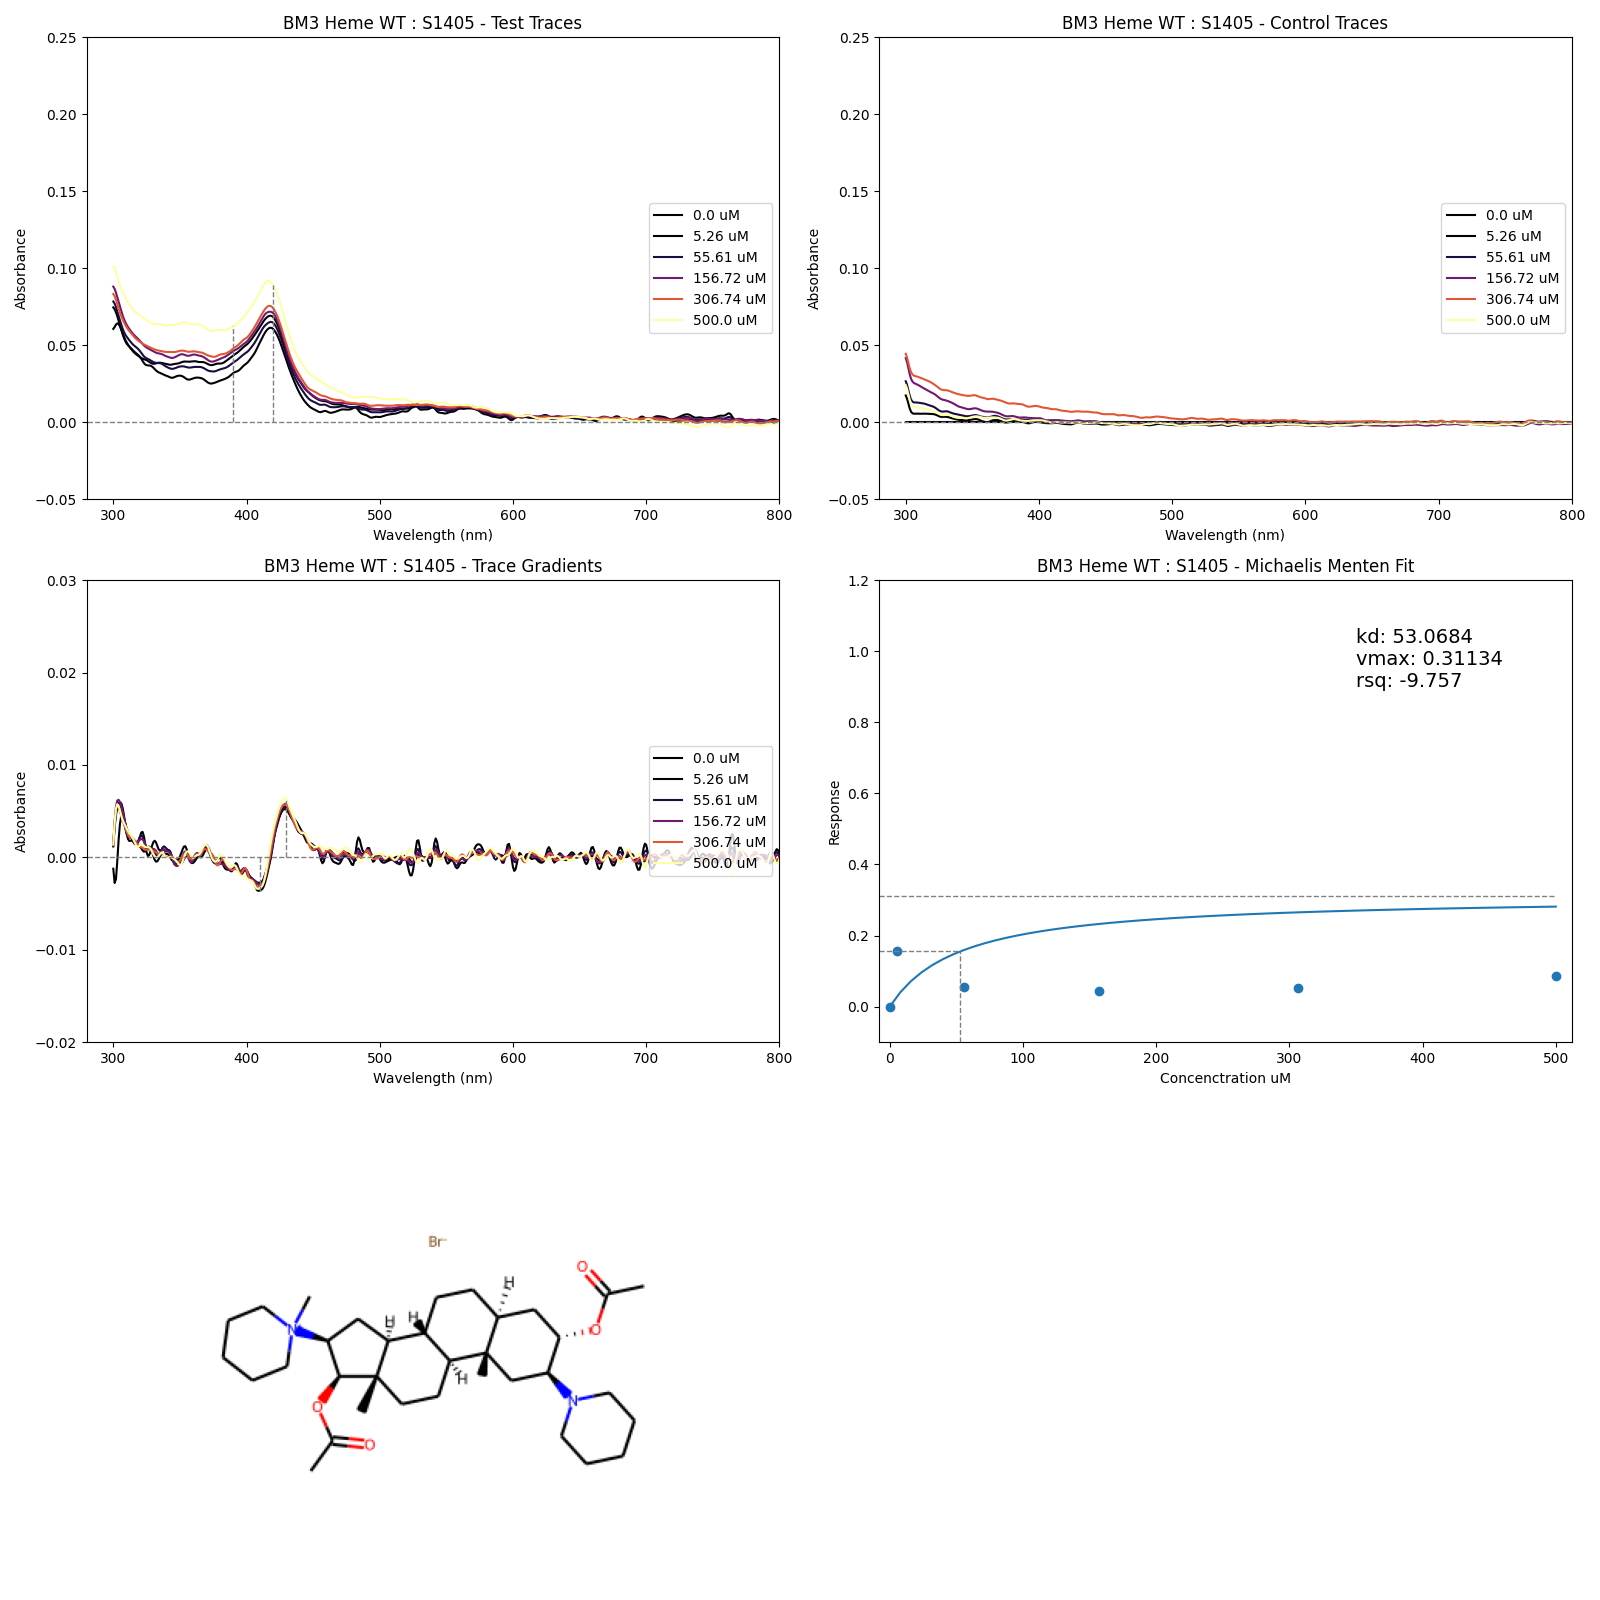 BM3 Heme WT : S1405 - Test Traces
0.25
0.20
0.15
0.10
0.05
0.00
−0.05
Absorbance
300 400 500 600 700 800
Wavelength (nm)
0.0 uM
5.26 uM
55.61 uM
156.72 uM
306.74 uM
500.0 uM
BM3 Heme WT : S1405 - Control Traces
0.25
0.20
0.15
0.10
0.05
0.00
−0.05
Absorbance
300 400 500 600 700 800
Wavelength (nm)
0.0 uM
5.26 uM
55.61 uM
156.72 uM
306.74 uM
500.0 uM
BM3 Heme WT : S1405 - Trace Gradients
0.03
0.02
0.01
0.00
−0.01
−0.02
Absorbance
300 400 500 600 700 800
Wavelength (nm)
0.0 uM
5.26 uM
55.61 uM
156.72 uM
306.74 uM
500.0 uM
BM3 Heme WT : S1405 - Michaelis Menten Fit
1.2
1.0
0.8
0.6
0.4
0.2
0.0
Response
0 100 200 300 400 500
Concenctration uM
kd: 53.0684
vmax: 0.31134
rsq: -9.757
Br⁻
H
O
H
H
N
O
H
N
O
O